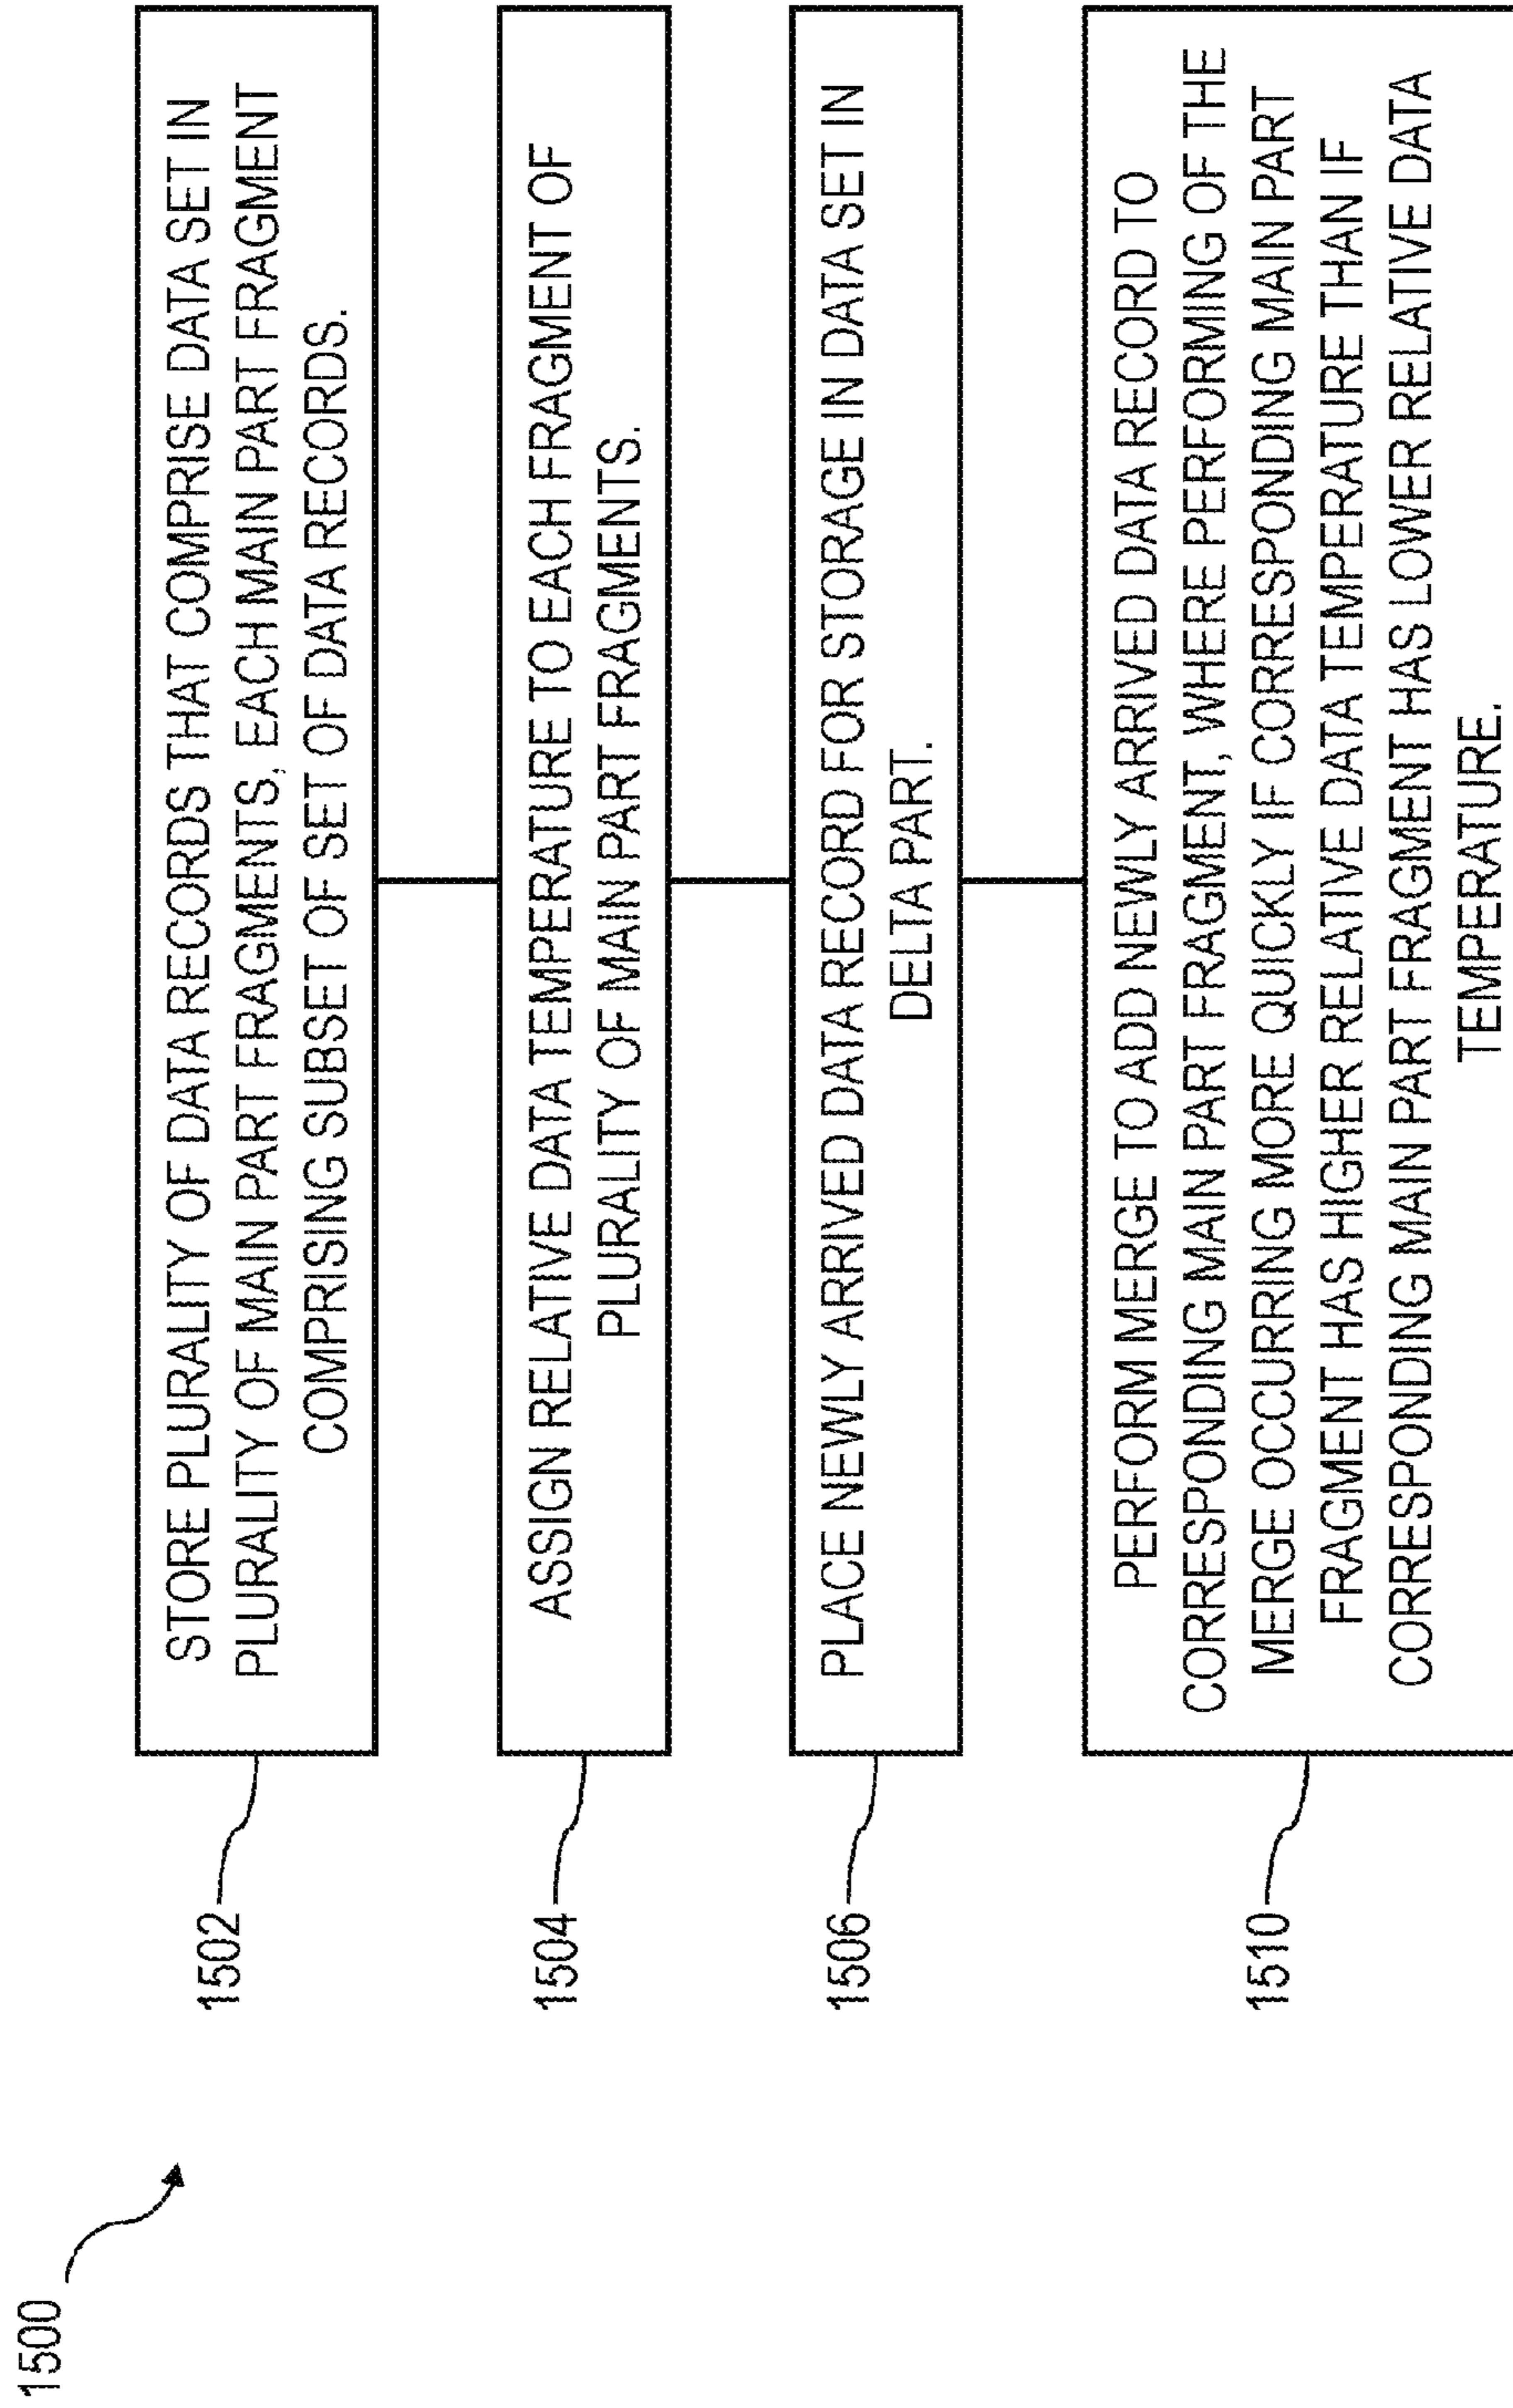 1500
1502
STORE PLURALITY OF DATA RECORDS THAT COMPRISE DATA SET IN
PLURALITY OF MAIN PART FRAGMENTS, EACH MAIN PART FRAGMENT
COMPRISING SUBSET OF SET OF DATA RECORDS.
1504
ASSIGN RELATIVE DATA TEMPERATURE TO EACH FRAGMENT OF
PLURALITY OF MAIN PART FRAGMENTS.
1506
PLACE NEWLY ARRIVED DATA RECORD FOR STORAGE IN DATA SET IN
DELTA PART.
1510
PERFORM MERGE TO ADD NEWLY ARRIVED DATA RECORD TO
CORRESPONDING MAIN PART FRAGMENT, WHERE PERFORMING OF THE
MERGE OCCURRING MORE QUICKLY IF CORRESPONDING MAIN PART
FRAGMENT HAS HIGHER RELATIVE DATA TEMPERATURE THAN IF
CORRESPONDING MAIN PART FRAGMENT HAS LOWER RELATIVE DATA
TEMPERATURE.